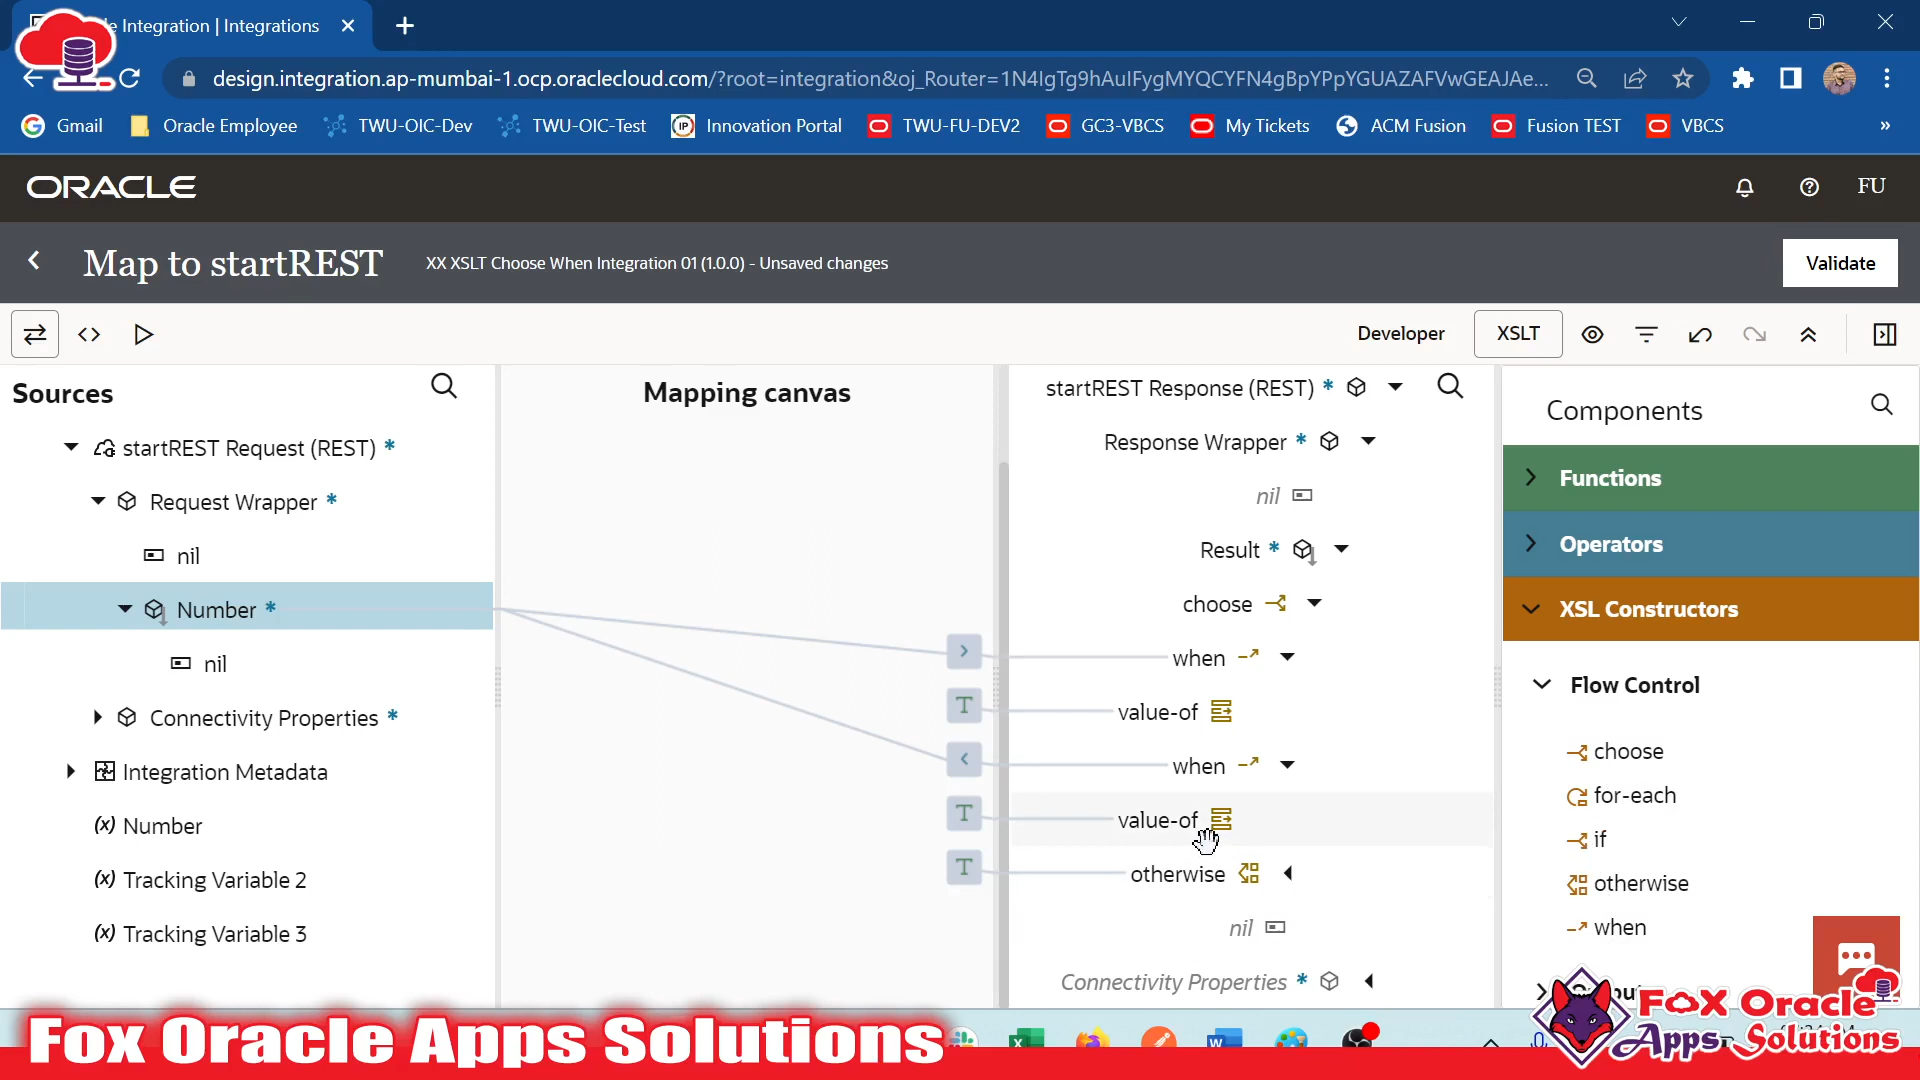 le Integration | Integrations
design.integration.ap-mumbai-1.ocp.oraclecloud.com/?root=integration&oj_Router=1N4IgTg9hAuIFygMYQCYFN4gBpYPpYGUAZAFVwGEAJAe...
Gmail Oracle Employee TWU-OIC-Dev TWU-OIC-Test Innovation Portal TWU-FU-DEV2 GC3-VBCS My Tickets ACM Fusion Fusion TEST VBCS »
ORACLE FU
Map to startREST XX XSLT Choose When Integration 01 (1.0.0) - Unsaved changes Validate
Developer XSLT
Sources
startREST Request (REST) *
Request Wrapper *
nil
Number *
nil
Connectivity Properties *
Integration Metadata
(x) Number
(x) Tracking Variable 2
(x) Tracking Variable 3
Mapping canvas
T
T
T
startREST Response (REST) *
Response Wrapper *
nil
Result *
choose
when
value-of
when
value-of
otherwise
nil
Connectivity Properties *
Components
Functions
Operators
XSL Constructors
Flow Control
choose
for-each
if
otherwise
when
Fox Oracle Apps Solutions
Fox Oracle
Apps Solutions